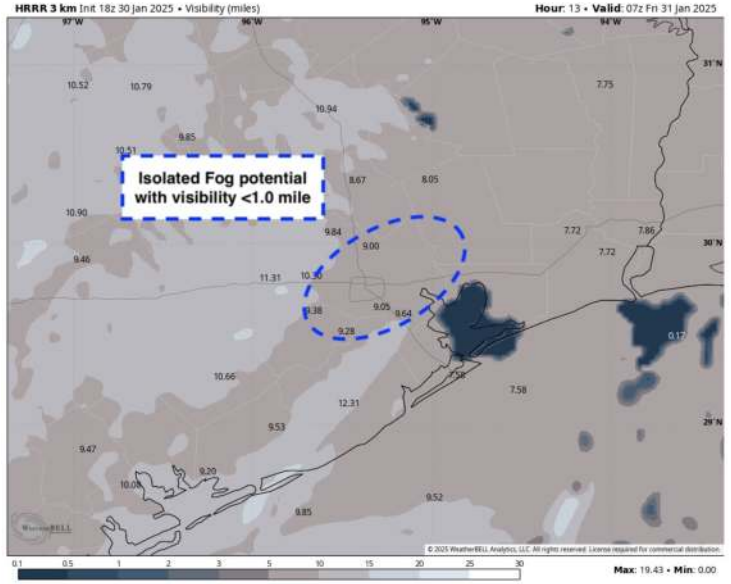 HRRR 3 km Init 18z 30 Jan 2025 • Visibility (miles)
Hour: 13 • Valid: 07z Fri 31 Jan 2025
97°W 96°W 95°W 94°W
31°N
10.52 10.79 7.75
10.94
9.85
10.51
Isolated Fog potential
with visibility <1.0 mile
8.67 8.05
10.90
9.84 7.72 7.86
30°N
9.00
7.72
9.46
11.31 10.30
9.05
9.38 9.64
9.28
0.17
10.66
7.58
7.58
12.31
29°N
9.53
9.47
9.20
10.08
9.52
9.85
WeatherBELL
© 2025 WeatherBELL Analytics, LLC. All rights reserved. License required for commercial distribution.
0.1 0.5 1 2 3 5 10 15 20 25 30
Max: 19.43 • Min: 0.00